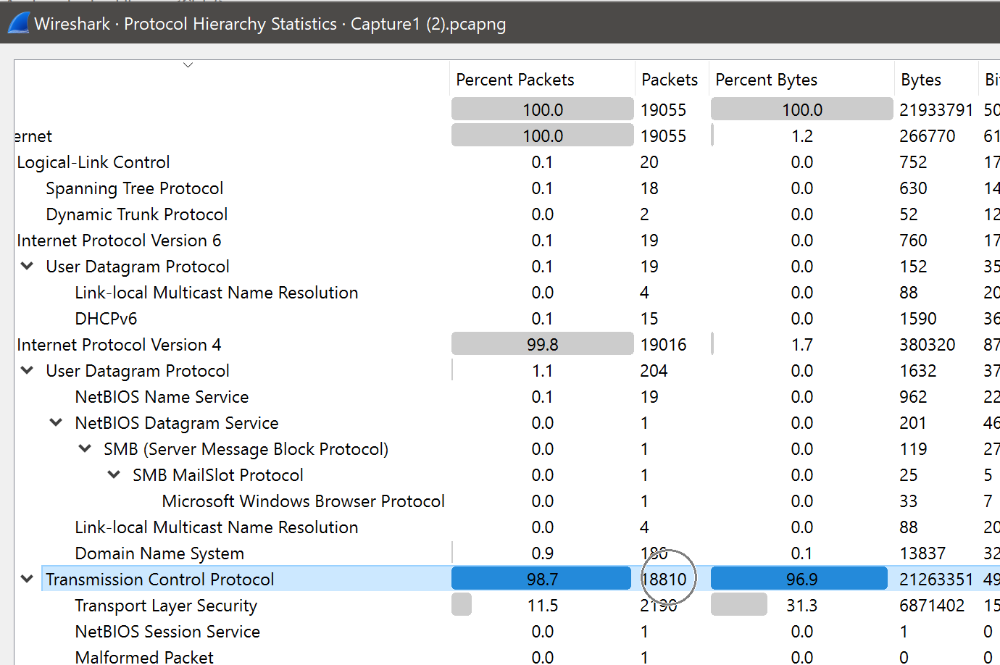 Wireshark · Protocol Hierarchy Statistics · Capture1 (2).pcapng
Percent Packets Packets Percent Bytes Bytes Bi
100.0 19055 100.0 21933791 50
ernet 100.0 19055 1.2 266770 61
Logical-Link Control 0.1 20 0.0 752 17
Spanning Tree Protocol 0.1 18 0.0 630 14
Dynamic Trunk Protocol 0.0 2 0.0 52 12
Internet Protocol Version 6 0.1 19 0.0 760 17
User Datagram Protocol 0.1 19 0.0 152 35
Link-local Multicast Name Resolution 0.0 4 0.0 88 20
DHCPv6 0.1 15 0.0 1590 36
Internet Protocol Version 4 99.8 19016 1.7 380320 87
User Datagram Protocol 1.1 204 0.0 1632 37
NetBIOS Name Service 0.1 19 0.0 962 22
NetBIOS Datagram Service 0.0 1 0.0 201 46
SMB (Server Message Block Protocol) 0.0 1 0.0 119 27
SMB MailSlot Protocol 0.0 1 0.0 25 5
Microsoft Windows Browser Protocol 0.0 1 0.0 33 7
Link-local Multicast Name Resolution 0.0 4 0.0 88 20
Domain Name System 0.9 180 0.1 13837 32
Transmission Control Protocol 98.7 18810 96.9 21263351 49
Transport Layer Security 11.5 2190 31.3 6871402 15
NetBIOS Session Service 0.0 1 0.0 1 0
Malformed Packet 0.0 1 0.0 0 0